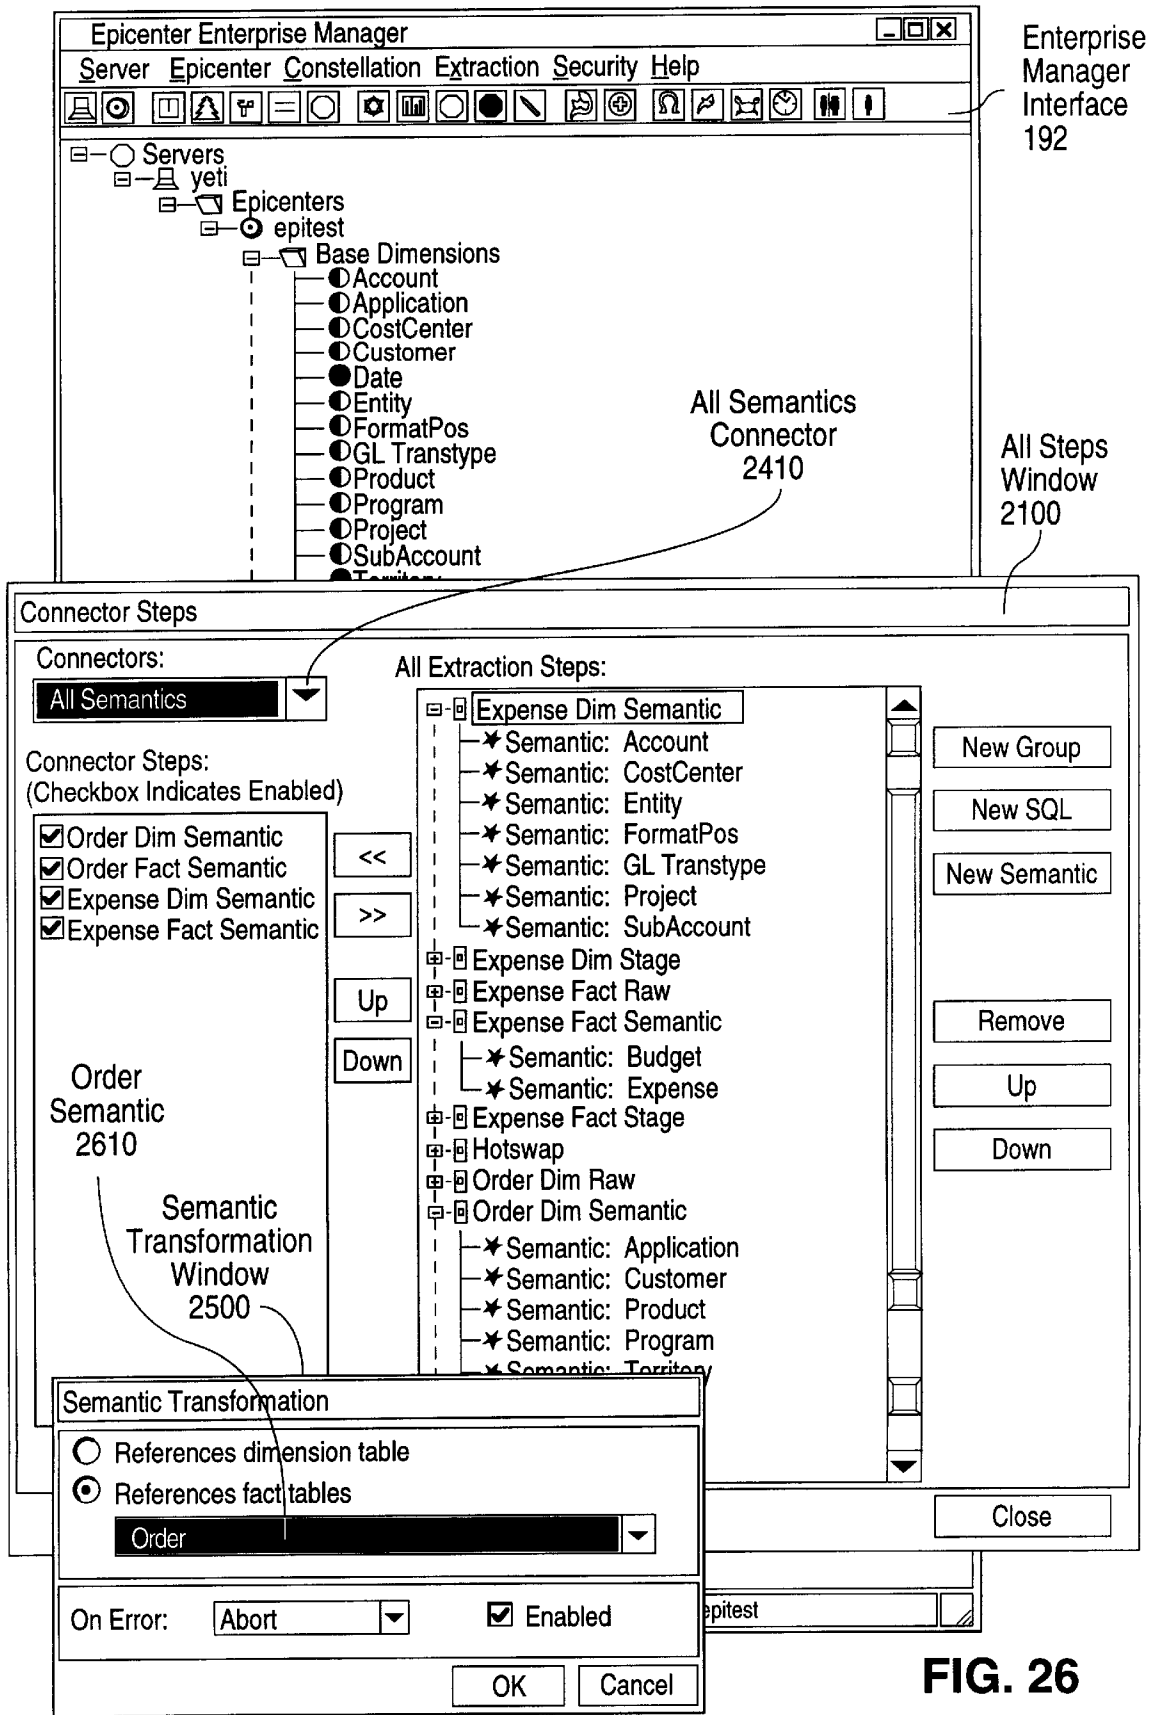 Epicenter Enterprise Manager
Server Epicenter Constellation Extraction Security Help
Enterprise
Manager
Interface
192
Servers
yeti
Epicenters
epitest
Base Dimensions
Account
Application
CostCenter
Customer
Date
Entity
FormatPos
GL Transtype
Product
Program
Project
SubAccount
Territory
All Semantics
Connector
2410
All Steps
Window
2100
Connector Steps
Connectors:
All Semantics
Connector Steps:
(Checkbox Indicates Enabled)
Order Dim Semantic
Order Fact Semantic
Expense Dim Semantic
Expense Fact Semantic
<<
>>
Up
Down
All Extraction Steps:
Expense Dim Semantic
Semantic: Account
Semantic: CostCenter
Semantic: Entity
Semantic: FormatPos
Semantic: GL Transtype
Semantic: Project
Semantic: SubAccount
Expense Dim Stage
Expense Fact Raw
Expense Fact Semantic
Semantic: Budget
Semantic: Expense
Expense Fact Stage
Hotswap
Order Dim Raw
Order Dim Semantic
Semantic: Application
Semantic: Customer
Semantic: Product
Semantic: Program
Semantic: Territory
New Group
New SQL
New Semantic
Remove
Up
Down
Close
Order
Semantic
2610
Semantic
Transformation
Window
2500
Semantic Transformation
References dimension table
References fact tables
Order
On Error: Abort Enabled
OK Cancel
epitest
FIG. 26